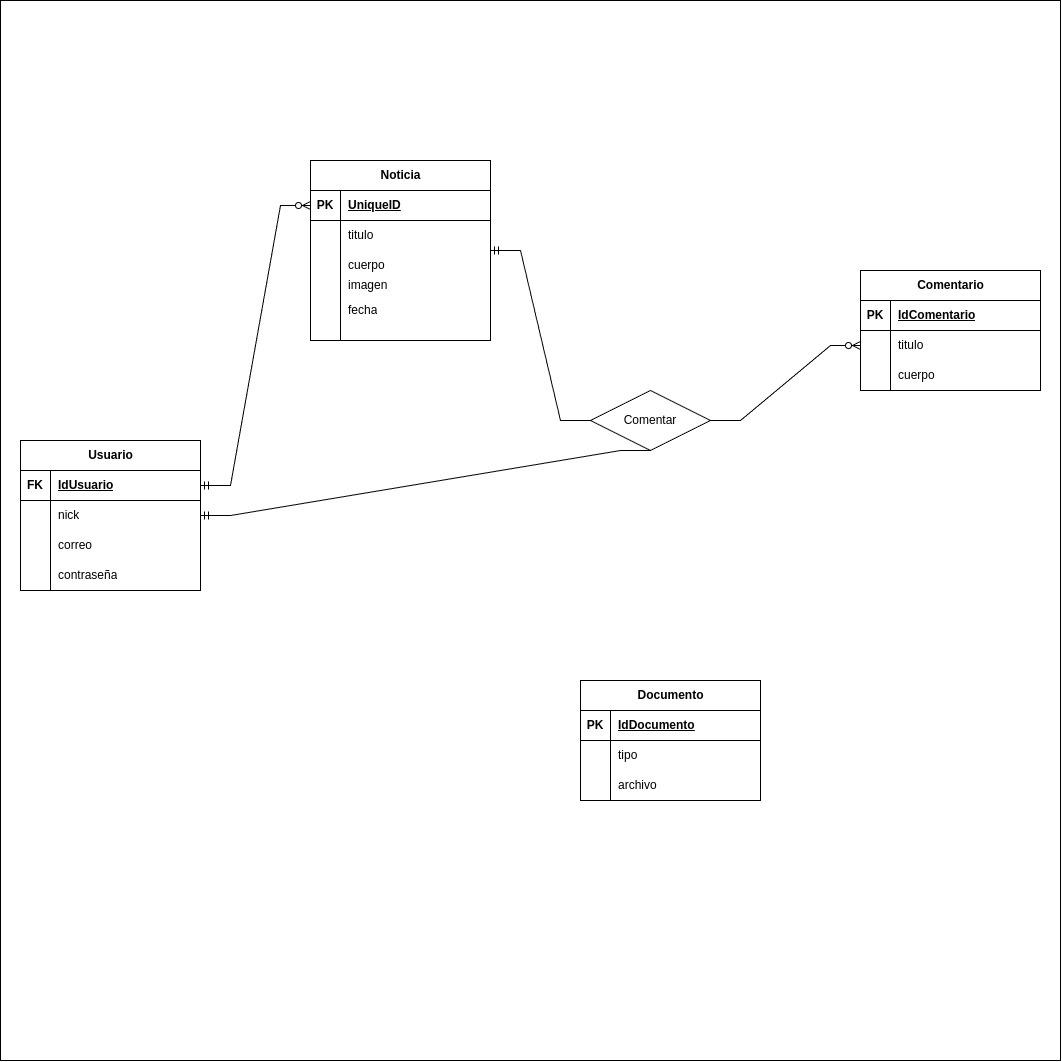 Noticia
PK UniqueID
titulo
cuerpo
imagen
fecha
Comentario
PK IdComentario
titulo
cuerpo
Comentar
Usuario
FK IdUsuario
nick
correo
contraseña
Documento
PK IdDocumento
tipo
archivo